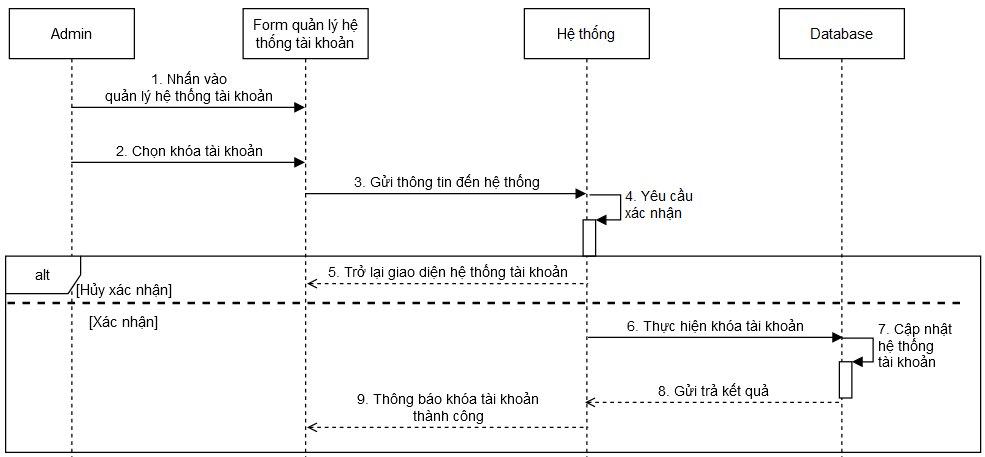 Admin
Form quản lý hệ
thống tài khoản
Hệ thống
Database
1. Nhấn vào
quản lý hệ thống tài khoản
2. Chọn khóa tài khoản
3. Gửi thông tin đến hệ thống
4. Yêu cầu
xác nhận
alt
5. Trở lại giao diện hệ thống tài khoản
[Hủy xác nhận]
[Xác nhận]
6. Thực hiện khóa tài khoản
7. Cập nhật
hệ thống
tài khoản
8. Gửi trả kết quả
9. Thông báo khóa tài khoản
thành công